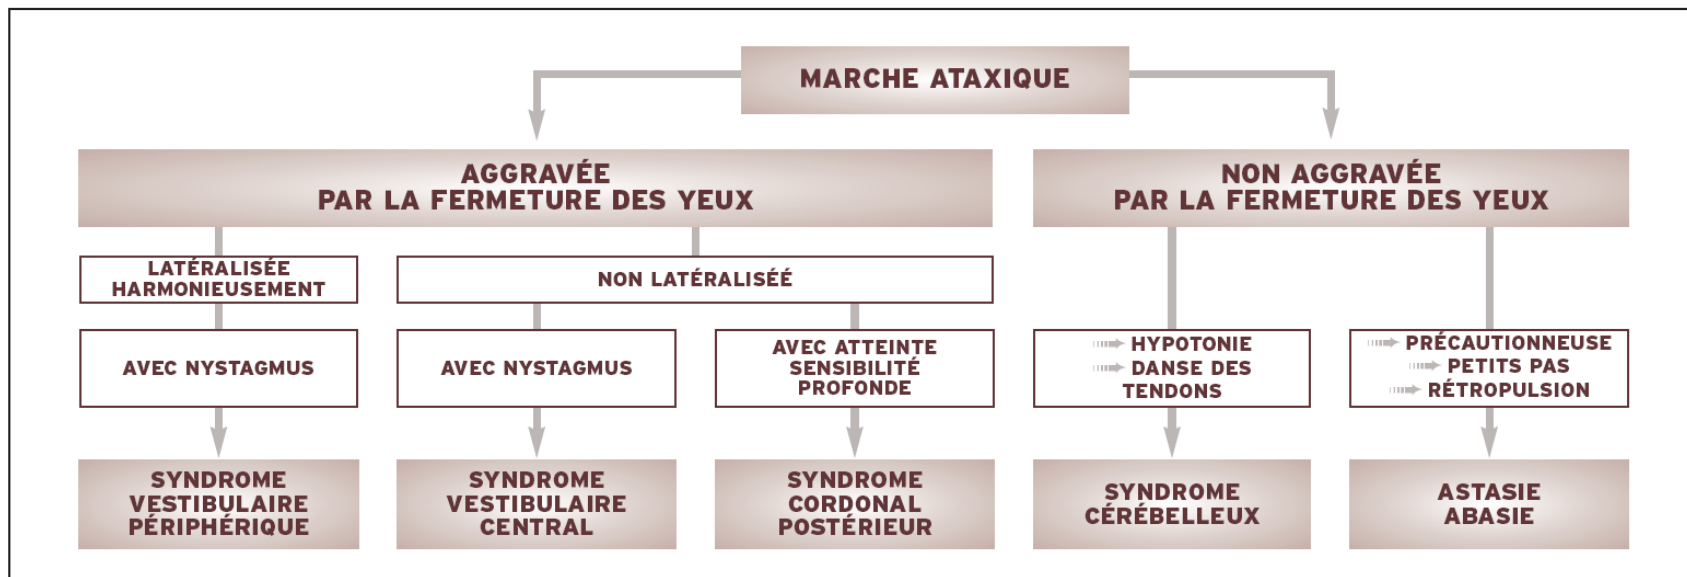 MARCHE ATAXIQUE
AGGRAVÉE
PAR LA FERMETURE DES YEUX
NON AGGRAVÉE
PAR LA FERMETURE DES YEUX
LATÉRALISÉE
HARMONIEUSEMENT
NON LATÉRALISÉÉ
AVEC NYSTAGMUS
AVEC NYSTAGMUS
AVEC ATTEINTE
SENSIBILITÉ
PROFONDE
HYPOTONIE
DANSE DES
TENDONS
PRÉCAUTIONNEUSE
PETITS PAS
RÉTROPULSION
SYNDROME
VESTIBULAIRE
PÉRIPHÉRIQUE
SYNDROME
VESTIBULAIRE
CENTRAL
SYNDROME
CORDONAL
POSTÉRIEUR
SYNDROME
CÉRÉBELLEUX
ASTASIE
ABASIE